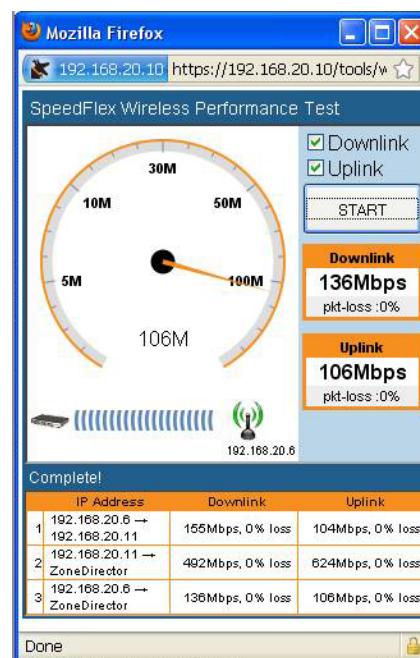 Mozilla Firefox
192.168.20.10 https://192.168.20.10/tools/w
SpeedFlex Wireless Performance Test
30M
10M
50M
5M
100M
106M
192.168.20.6
Downlink
Uplink
START
Downlink
136Mbps
pkt-loss :0%
Uplink
106Mbps
pkt-loss :0%
Complete!
IP Address Downlink Uplink
1 192.168.20.6 → 192.168.20.11 155Mbps, 0% loss 104Mbps, 0% loss
2 192.168.20.11 → ZoneDirector 492Mbps, 0% loss 624Mbps, 0% loss
3 192.168.20.6 → ZoneDirector 136Mbps, 0% loss 106Mbps, 0% loss
Done